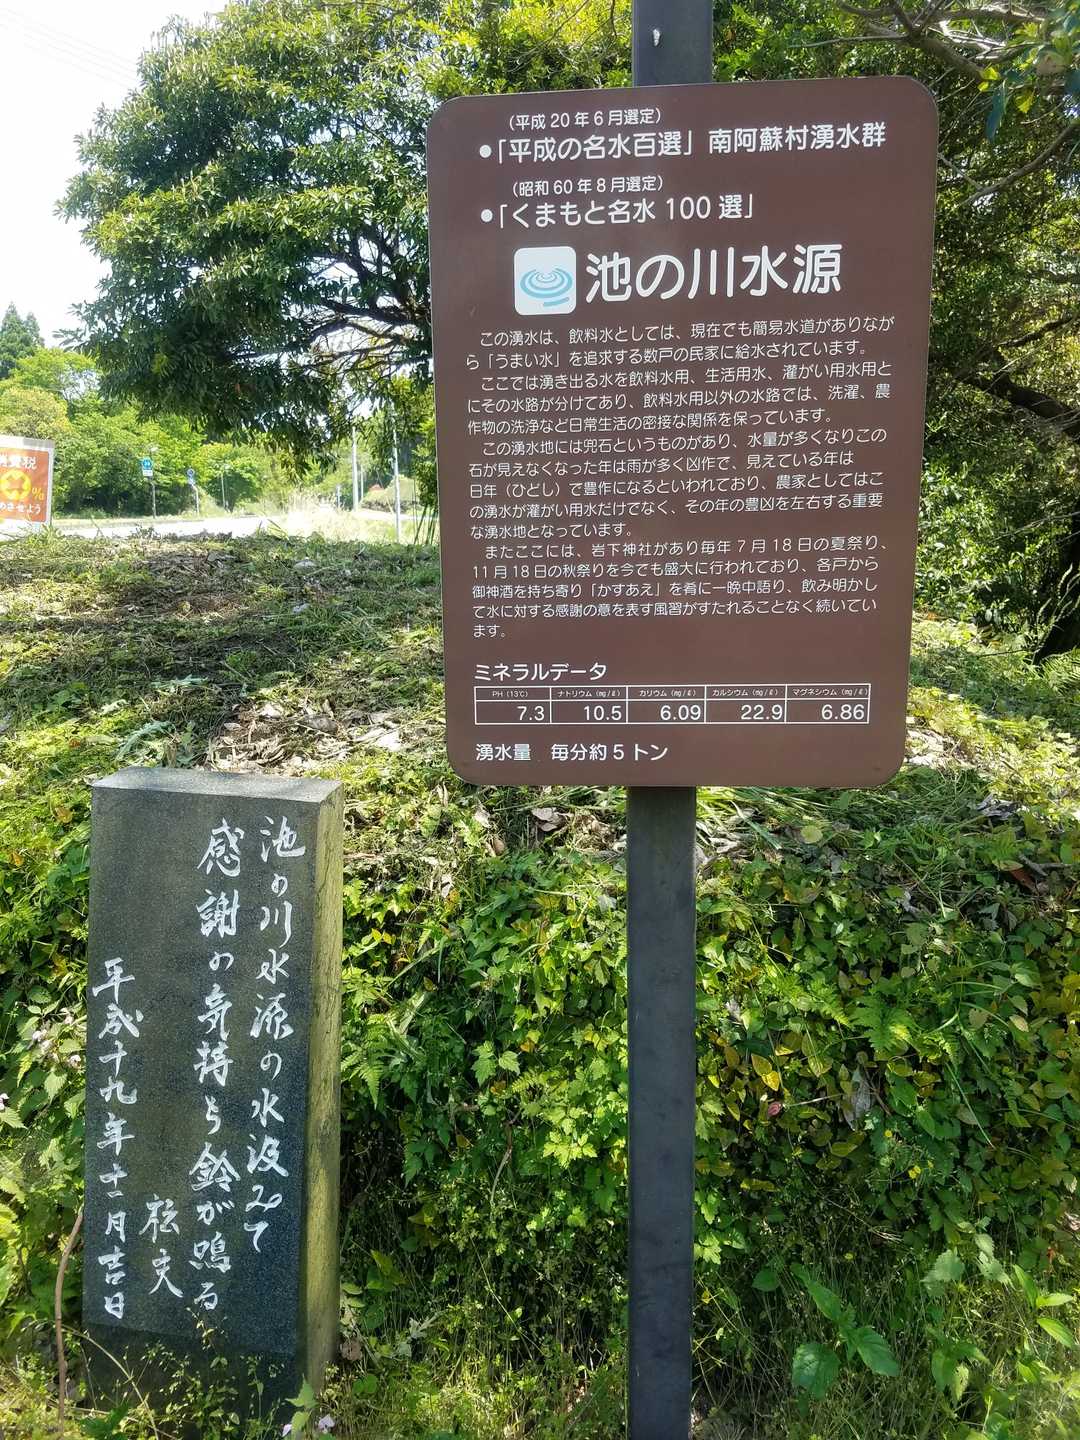 (平成20年6月選定)
●「平成の名水百選」南阿蘇村湧水群
(昭和60年8月選定)
●「くまもと名水100選」
池の川水源
この湧水は、飲料水としては、現在でも簡易水道がありなが
ら「うまい水」を追求する数戸の民家に給水されています。
ここでは湧き出る水を飲料水用、生活用水、灌がい用水用と
にその水路が分けてあり、飲料水用以外の水路では、洗濯、農
作物の洗浄など日常生活の密接な関係を保っています。
この湧水地には兜石というものがあり、水量が多くなりこの
石が見えなくなった年は雨が多く凶作で、見えている年は
日年(ひどし)で豊作になるといわれており、農家としてはこ
の湧水が灌がい用水だけでなく、その年の豊凶を左右する重要
な湧水地となっています。
またここには、岩下神社があり毎年7月18日の夏祭り、
11月18日の秋祭りを今でも盛大に行われており、各戸から
御神酒を持ち寄り「かすあえ」を肴に一晩中語り、飲み明かし
て水に対する感謝の意を表す風習がすたれることなく続いてい
ます。
ミネラルデータ
PH(13℃) ナトリウム(mg/ℓ) カリウム(mg/ℓ) カルシウム(mg/ℓ) マグネシウム(mg/ℓ)
7.3 10.5 6.09 22.9 6.86
湧水量 毎分約5トン
池の川水源の水汲みて
感謝の気持ち鈴が鳴る
松夫
平成十九年十一月吉日
消費税
%
めさせよう